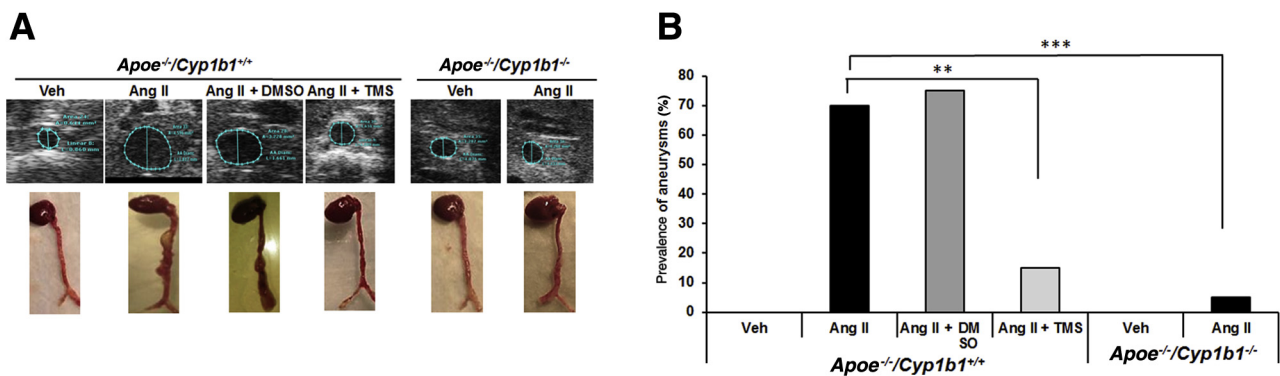 A
Apoe-/-/Cyp1b1+/+
Apoe-/-/Cyp1b1-/-
Veh
Ang II
Ang II + DMSO
Ang II + TMS
Veh
Ang II
B
***
**
Prevalence of aneurysms (%)
80
70
60
50
40
30
20
10
0
Veh
Ang II
Ang II + DM
SO
Ang II + TMS
Veh
Ang II
Apoe-/-/Cyp1b1+/+
Apoe-/-/Cyp1b1-/-